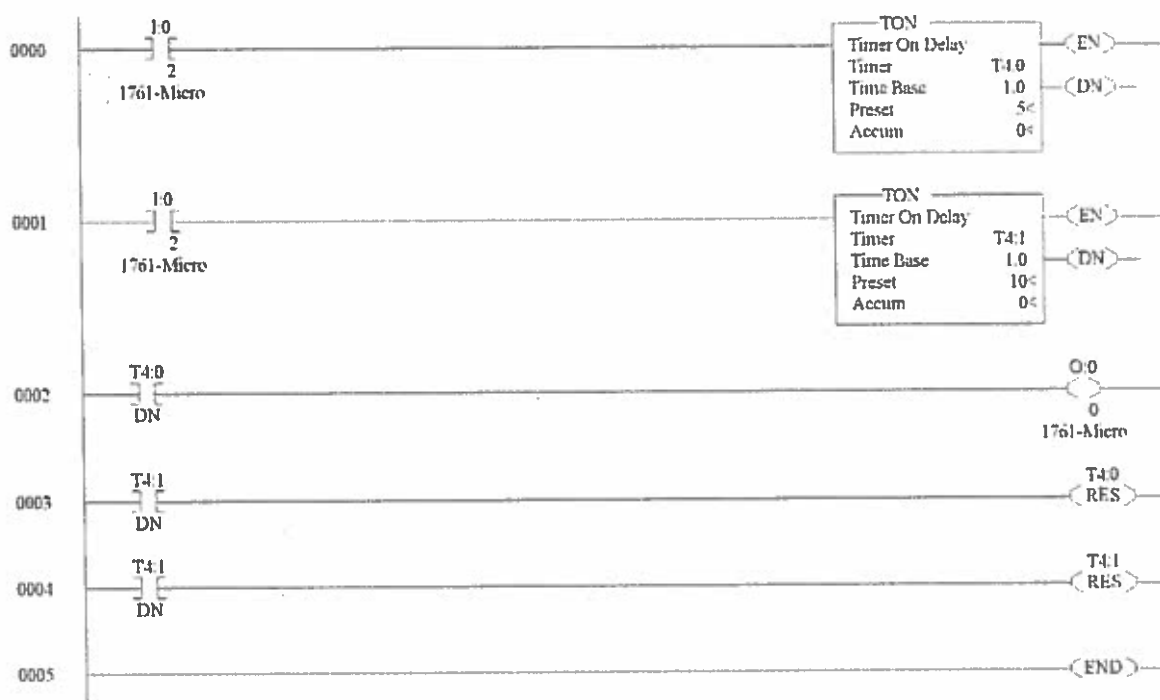 I:0
TON
0000
EN
2
Timer On Delay
1761-Micro
Timer T4:0
DN
Time Base 1.0
Preset 5<
Accum 0<
I:0
TON
0001
EN
2
Timer On Delay
1761-Micro
Timer T4:1
DN
Time Base 1.0
Preset 10<
Accum 0<
T4:0
O:0
0002
DN
0
1761-Micro
T4:1
T4:0
0003
RES
DN
T4:1
T4:1
0004
RES
DN
0005
END